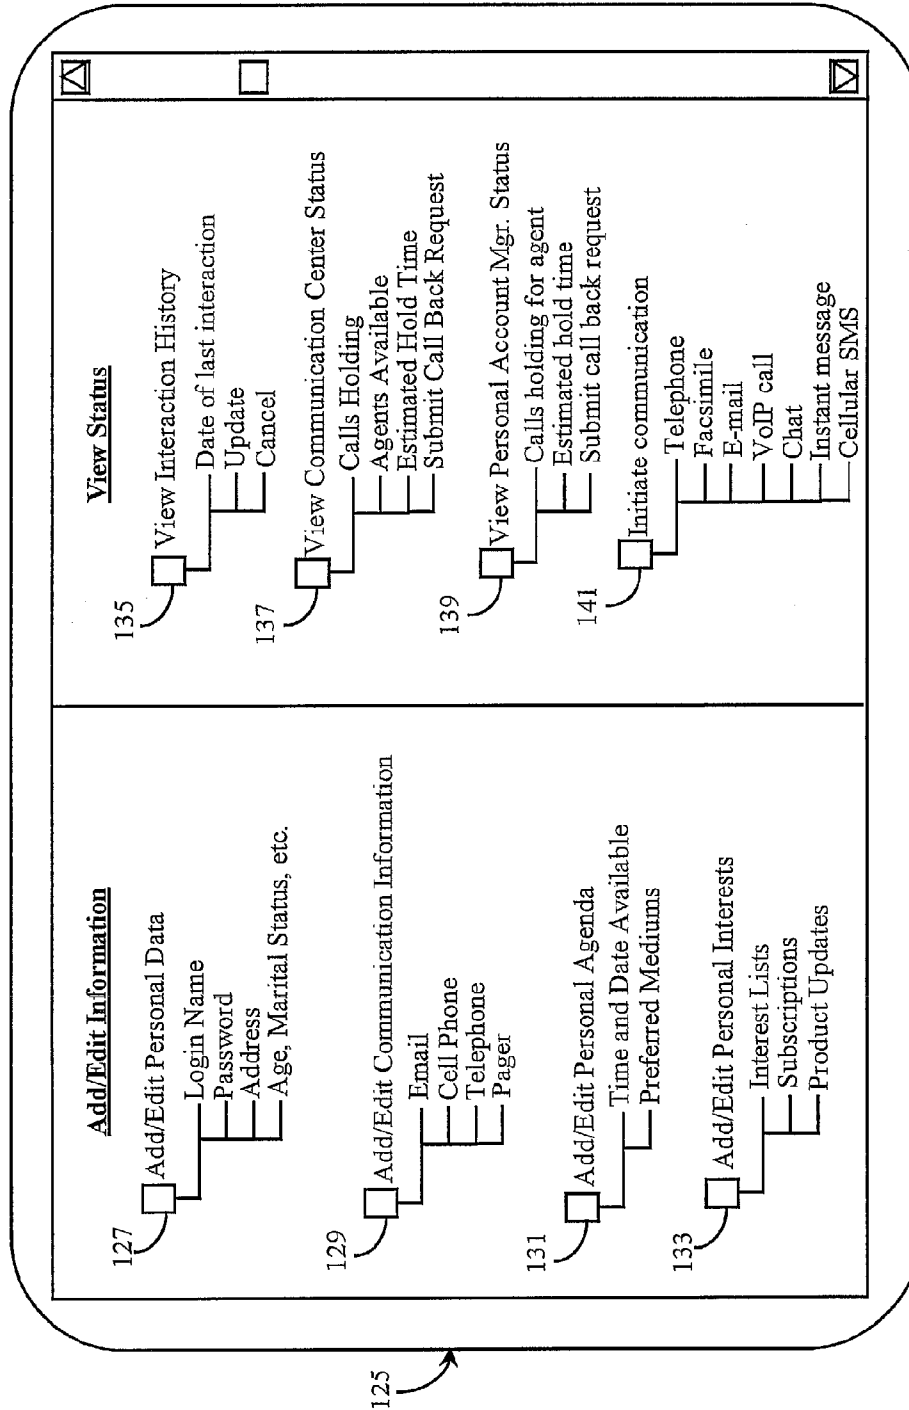 Add/Edit Information
127
Add/Edit Personal Data
Login Name
Password
Address
Age, Marital Status, etc.
129
Add/Edit Communication Information
Email
Cell Phone
Telephone
Pager
131
Add/Edit Personal Agenda
Time and Date Available
Preferred Mediums
133
Add/Edit Personal Interests
Interest Lists
Subscriptions
Product Updates
View Status
135
View Interaction History
Date of last interaction
Update
Cancel
137
View Communication Center Status
Calls Holding
Agents Available
Estimated Hold Time
Submit Call Back Request
139
View Personal Account Mgr. Status
Calls holding for agent
Estimated hold time
Submit call back request
141
Initiate communication
Telephone
Facsimile
E-mail
VoIP call
Chat
Instant message
Cellular SMS
125